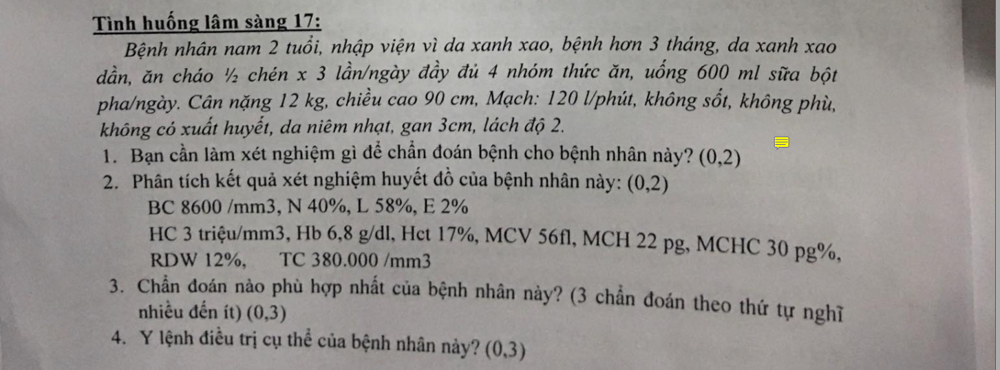 Tình huống lâm sàng 17:
Bệnh nhân nam 2 tuổi, nhập viện vì da xanh xao, bệnh hơn 3 tháng, da xanh xao
dần, ăn cháo ½ chén x 3 lần/ngày đầy đủ 4 nhóm thức ăn, uống 600 ml sữa bột
pha/ngày. Cân nặng 12 kg, chiều cao 90 cm, Mạch: 120 l/phút, không sốt, không phù,
không có xuất huyết, da niêm nhạt, gan 3cm, lách độ 2.
1. Bạn cần làm xét nghiệm gì để chẩn đoán bệnh cho bệnh nhân này? (0,2)
2. Phân tích kết quả xét nghiệm huyết đồ của bệnh nhân này: (0,2)
BC 8600 /mm3, N 40%, L 58%, E 2%
HC 3 triệu/mm3, Hb 6,8 g/dl, Hct 17%, MCV 56fl, MCH 22 pg, MCHC 30 pg%,
RDW 12%, TC 380.000 /mm3
3. Chẩn đoán nào phù hợp nhất của bệnh nhân này? (3 chẩn đoán theo thứ tự nghĩ
nhiều đến ít) (0,3)
4. Y lệnh điều trị cụ thể của bệnh nhân này? (0,3)